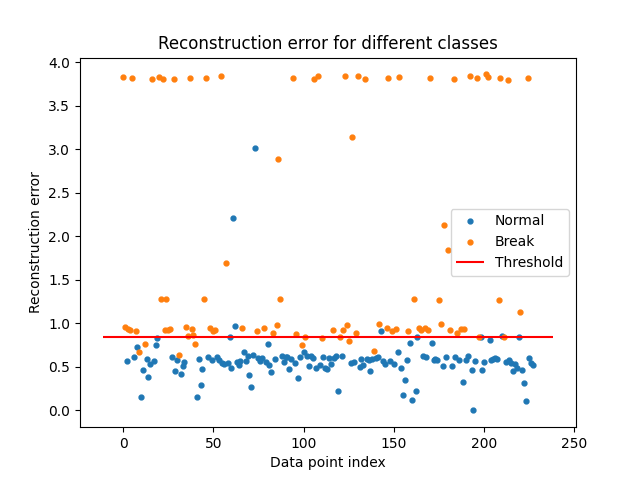 Reconstruction error for different classes
4.0
3.5
3.0
2.5
2.0
1.5
1.0
0.5
0.0
Reconstruction error
Normal
Break
Threshold
0
50
100
150
200
250
Data point index